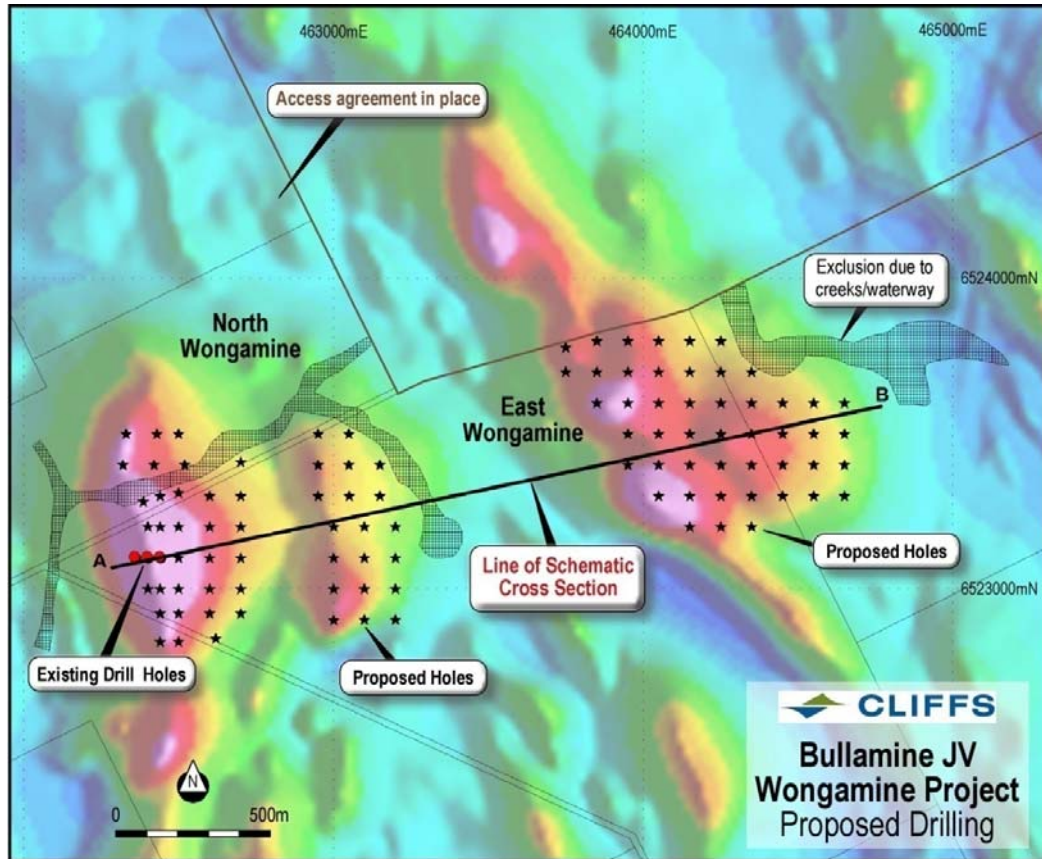 463000mE
464000mE
465000mE
Access agreement in place
6524000mN
Exclusion due to
creeks/waterway
North
Wongamine
East
Wongamine
B
A
Line of Schematic
Cross Section
Proposed Holes
6523000mN
Existing Drill Holes
Proposed Holes
N
0
500m
CLIFFS
Bullamine JV
Wongamine Project
Proposed Drilling